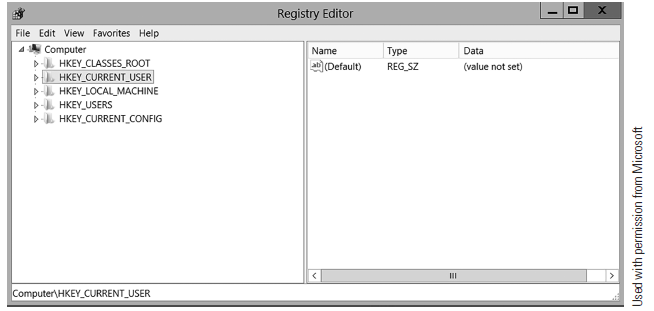 Registry Editor
File Edit View Favorites Help
Computer
HKEY_CLASSES_ROOT
HKEY_CURRENT_USER
HKEY_LOCAL_MACHINE
HKEY_USERS
HKEY_CURRENT_CONFIG
Name Type Data
ab (Default) REG_SZ (value not set)
Computer\HKEY_CURRENT_USER
Used with permission from Microsoft